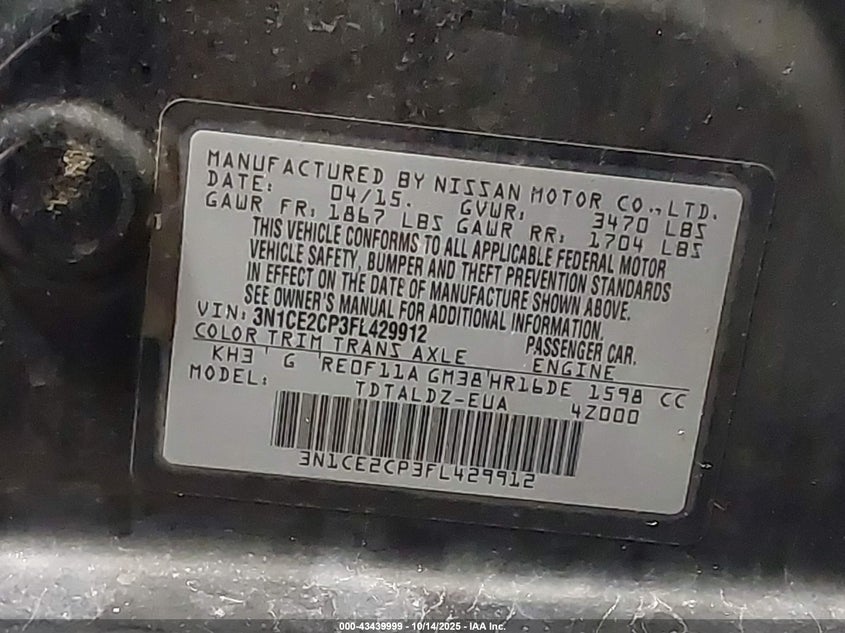 MANUFACTURED BY NISSAN MOTOR CO., LTD.
DATE: 04/15. GVWR: 3470 LBS
GAWR FR: 1867 LBS GAWR RR: 1704 LBS
THIS VEHICLE CONFORMS TO ALL APPLICABLE FEDERAL MOTOR
VEHICLE SAFETY, BUMPER AND THEFT PREVENTION STANDARDS
IN EFFECT ON THE DATE OF MANUFACTURE SHOWN ABOVE.
SEE OWNER'S MANUAL FOR ADDITIONAL INFORMATION.
VIN: 3N1CE2CP3FL429912 PASSENGER CAR.
COLOR TRIM TRANS AXLE ENGINE
KH3 G RE0F11A GM38 HR16DE 1598 CC
MODEL: TDTALDZ-EUA 4Z000
3N1CE2CP3FL429912
000-43439999 - 10/14/2025 - IAA Inc.